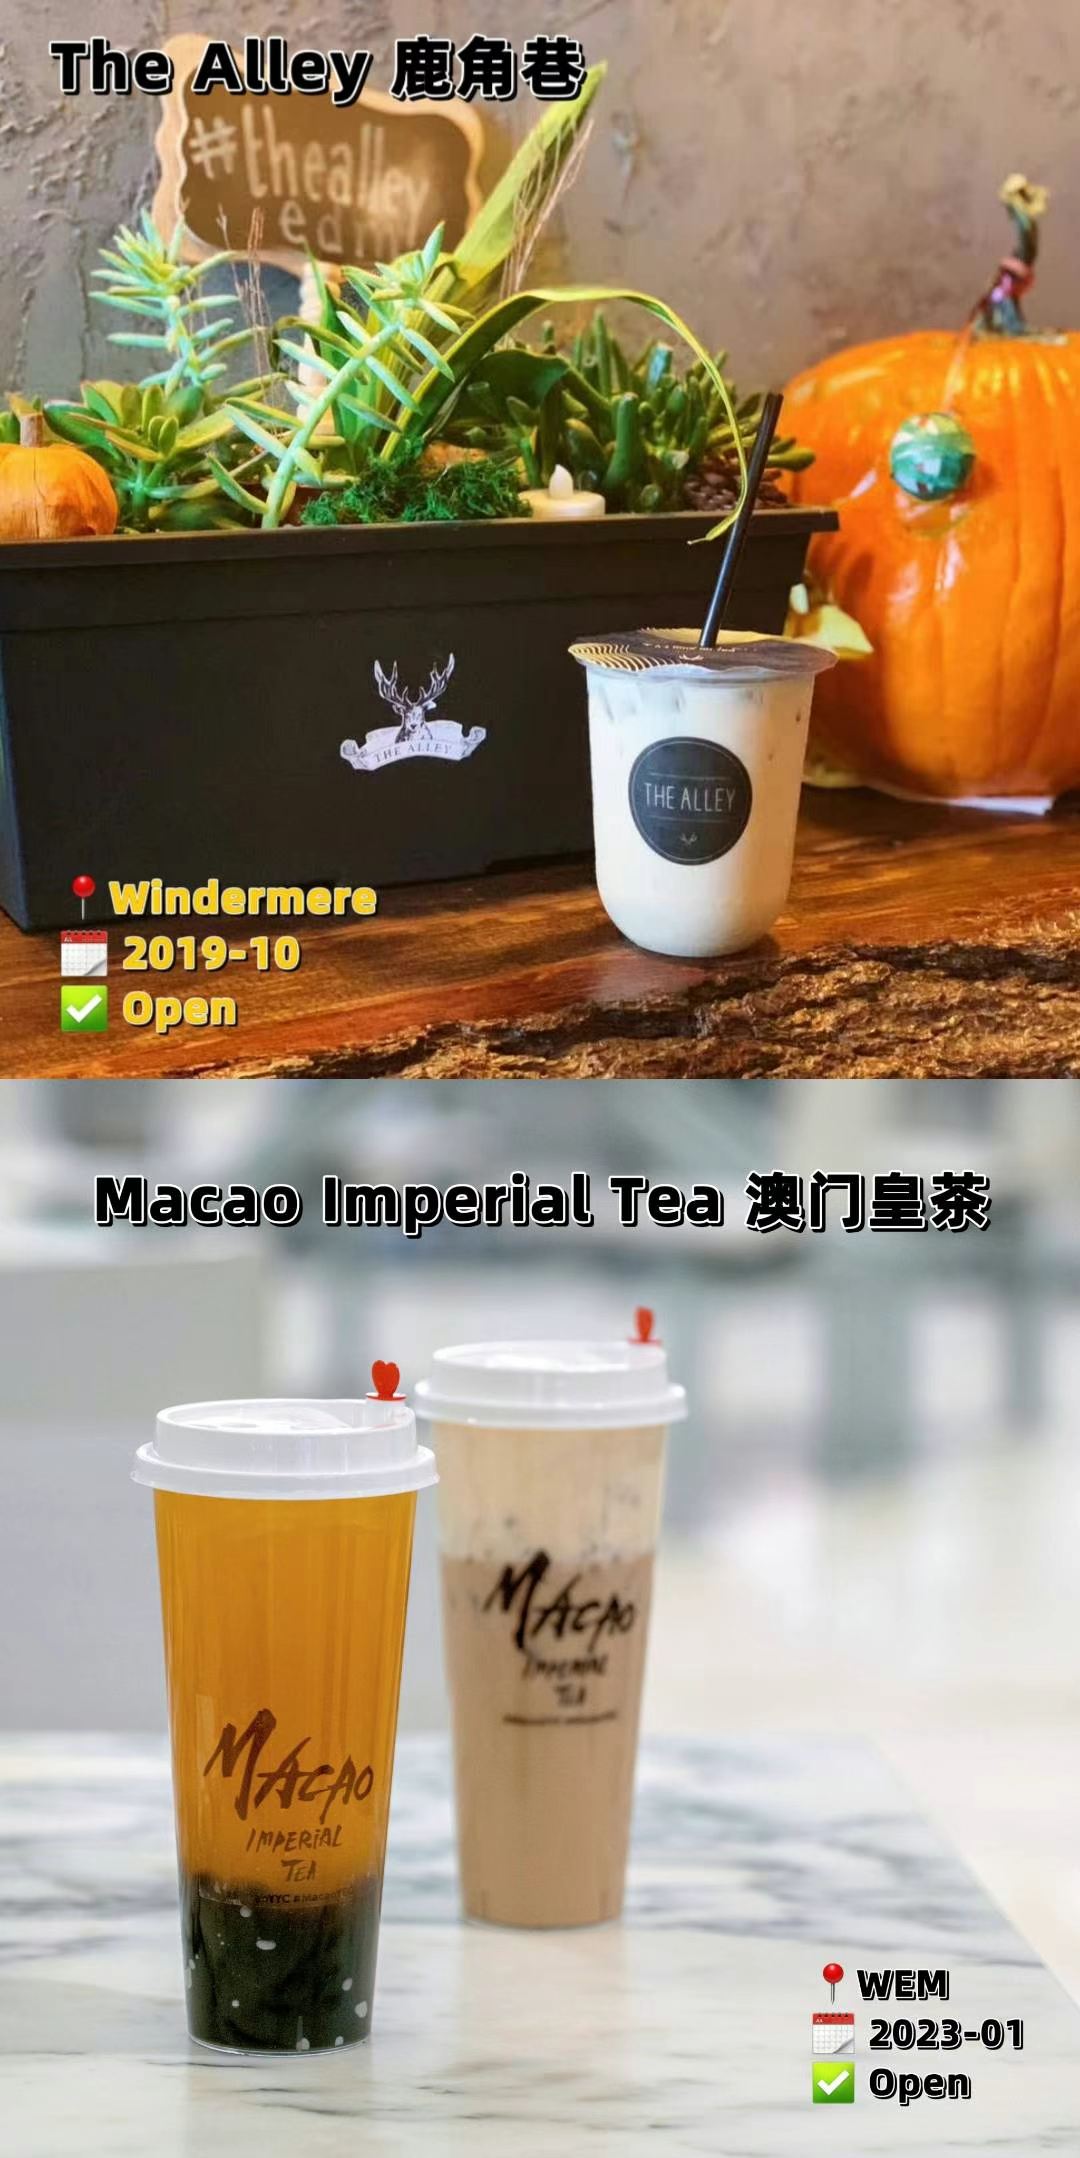 The Alley 鹿角巷
#thealley
THE ALLEY
THE ALLEY
Windermere
2019-10
Open
Macao Imperial Tea 澳门皇茶
MACAO
IMPERIAL
TEA
MACAO
IMPERIAL
TEA
WEM
2023-01
Open